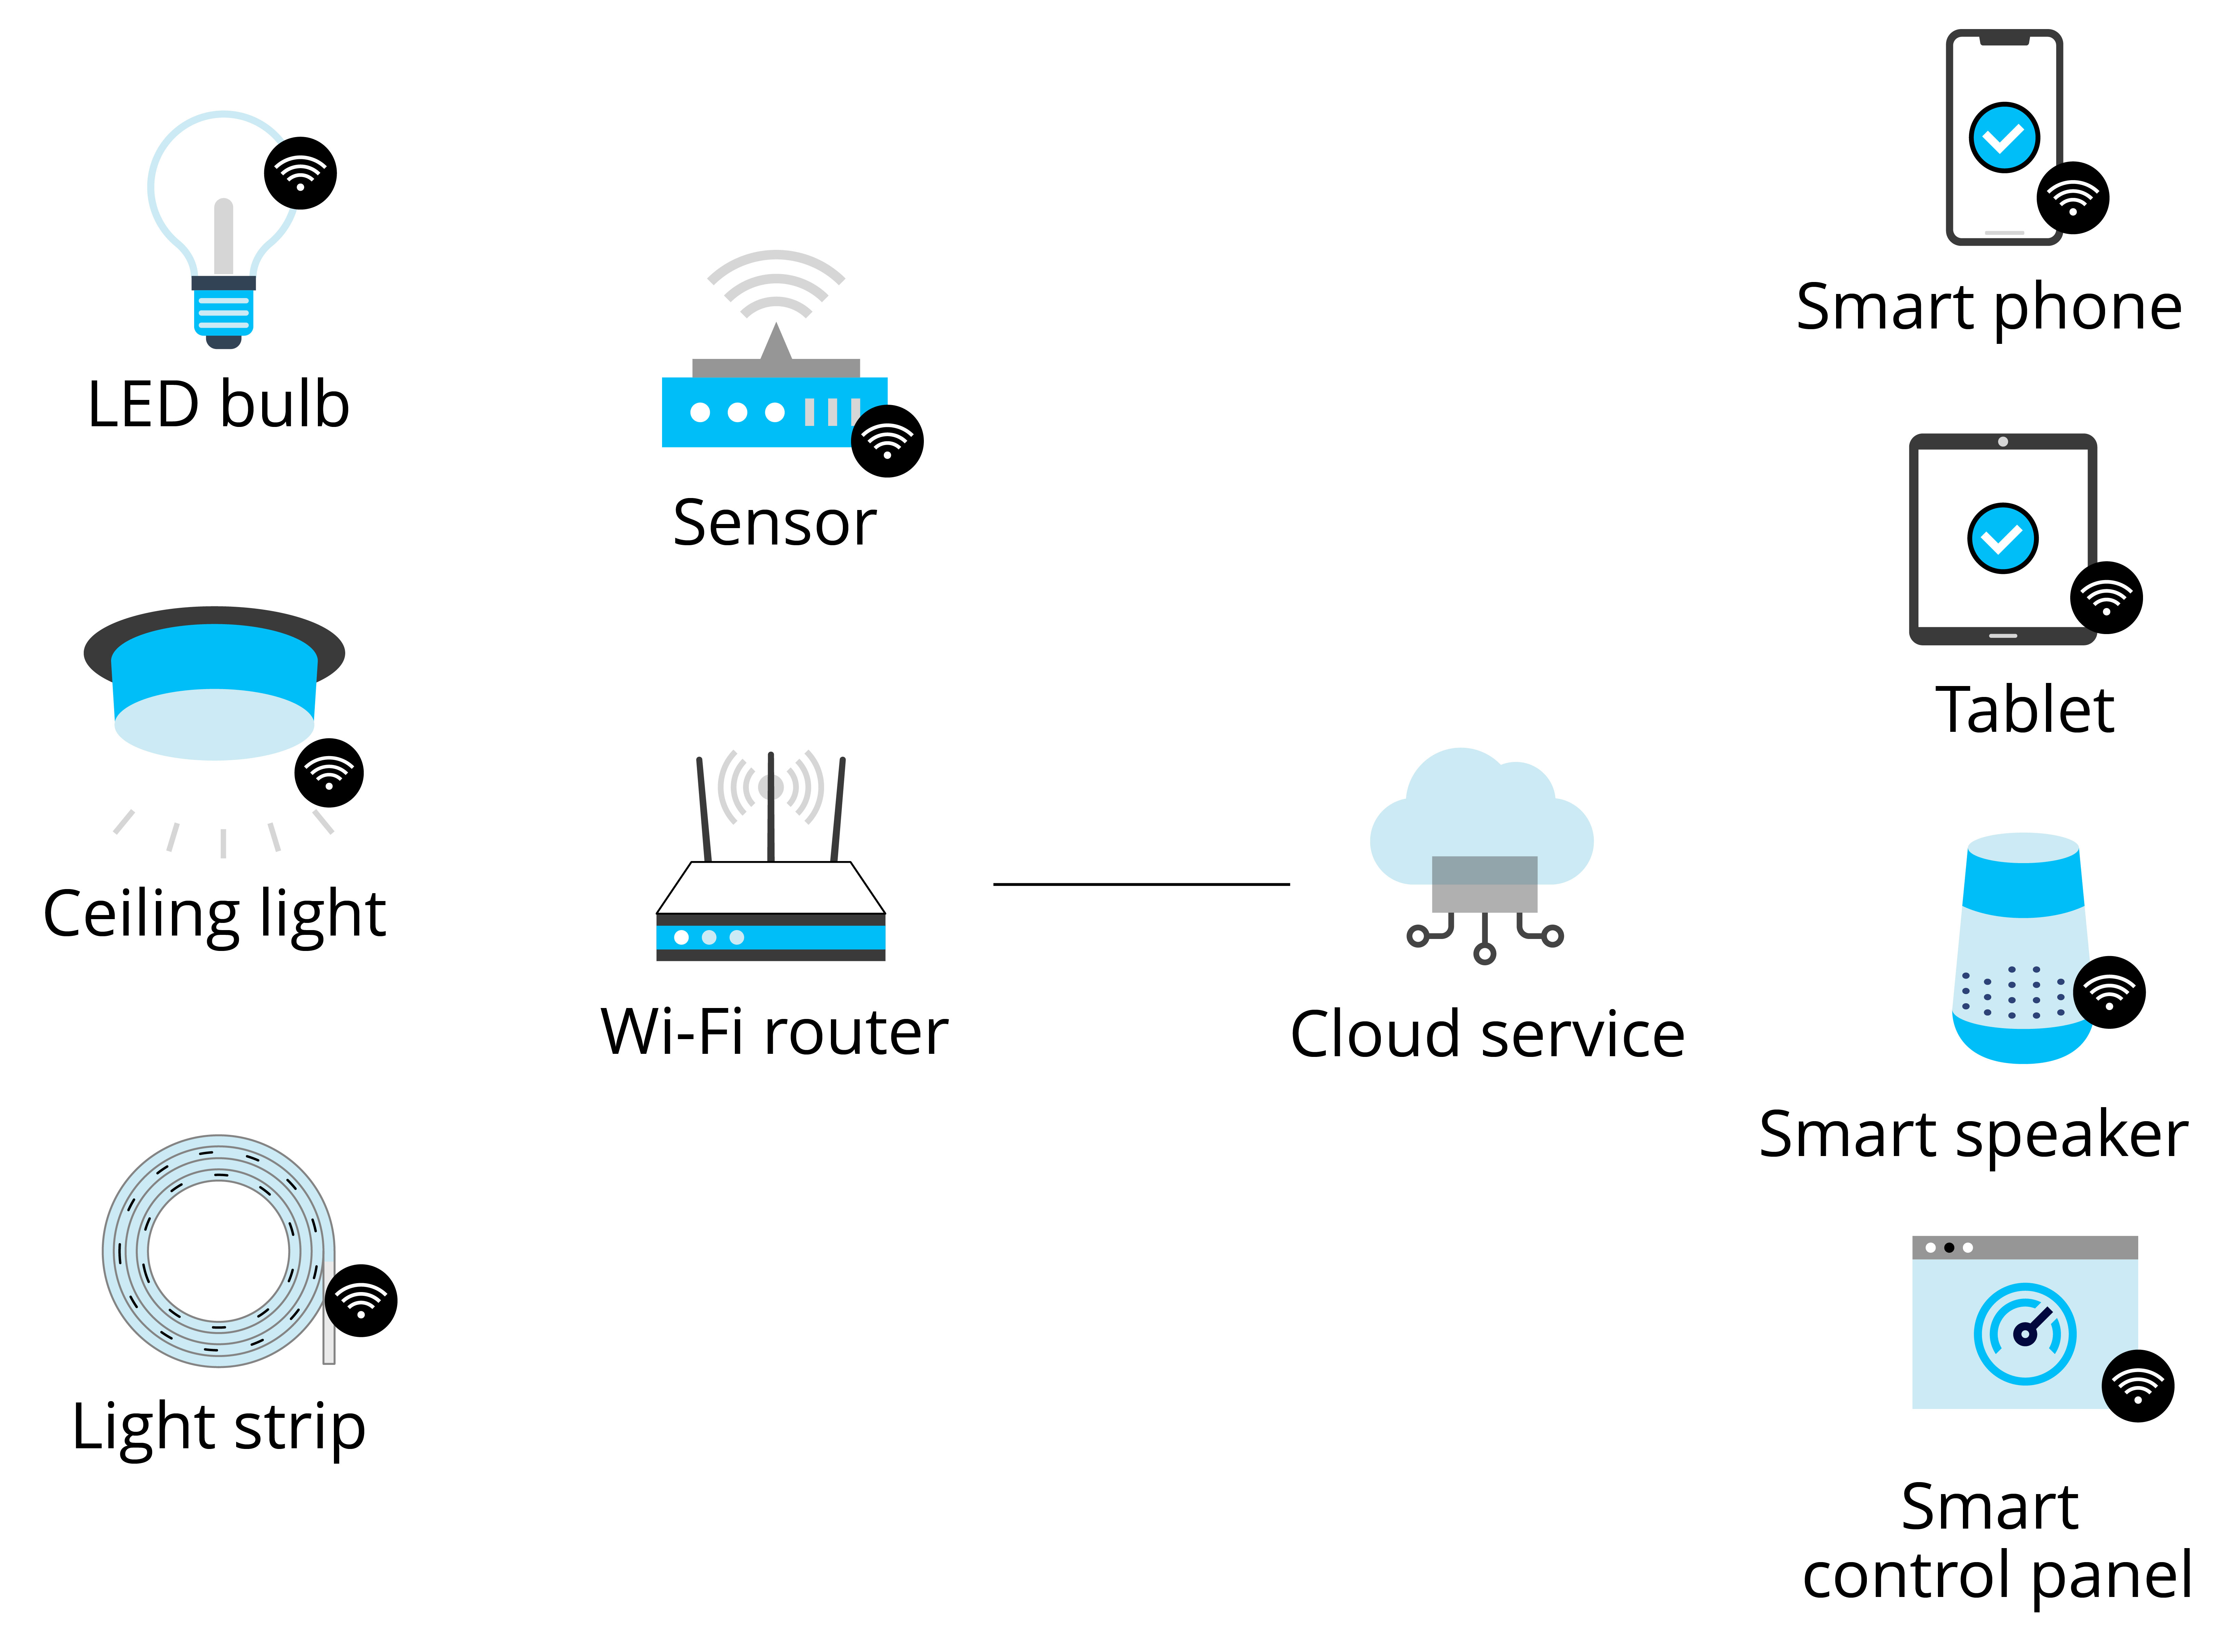 LED bulb
Ceiling light
Light strip
Sensor
Wi-Fi router
Cloud service
Smart phone
Tablet
Smart speaker
Smart
control panel